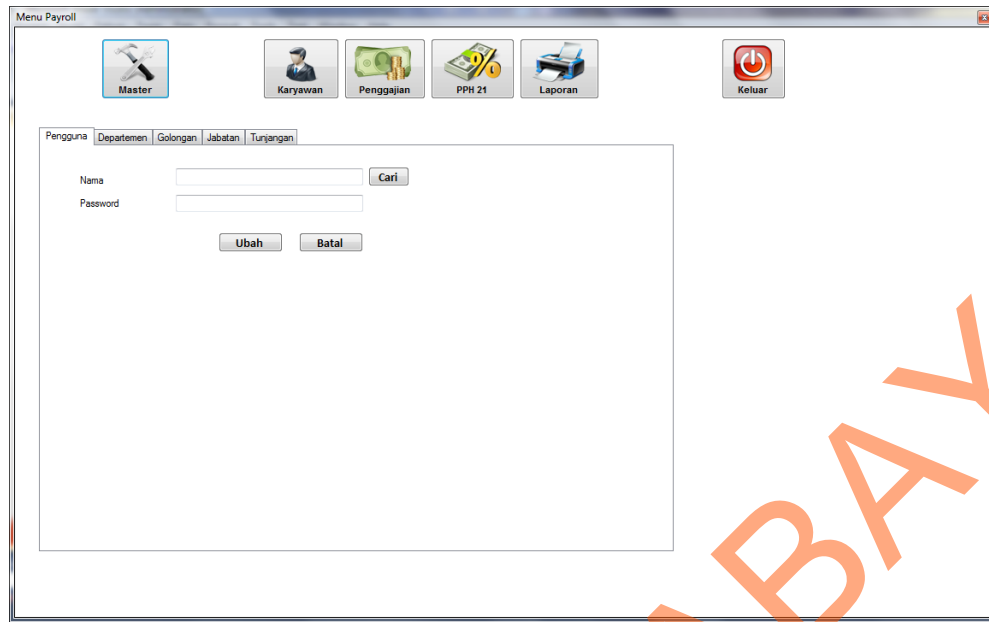 Menu Payroll
Master Karyawan Penggajian PPH 21 Laporan Keluar
Pengguna Departemen Golongan Jabatan Tunjangan
Nama Cari
Password
Ubah Batal
BAY